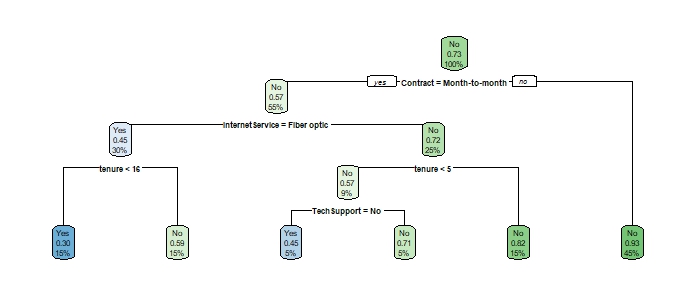 No
0.73
100%
yes
Contract = Month-to-month
no
No
0.57
55%
InternetService = Fiber optic
Yes
0.45
30%
No
0.72
25%
tenure < 16
tenure < 5
No
0.57
9%
TechSupport = No
Yes
0.30
15%
No
0.59
15%
Yes
0.45
5%
No
0.71
5%
No
0.82
15%
No
0.93
45%